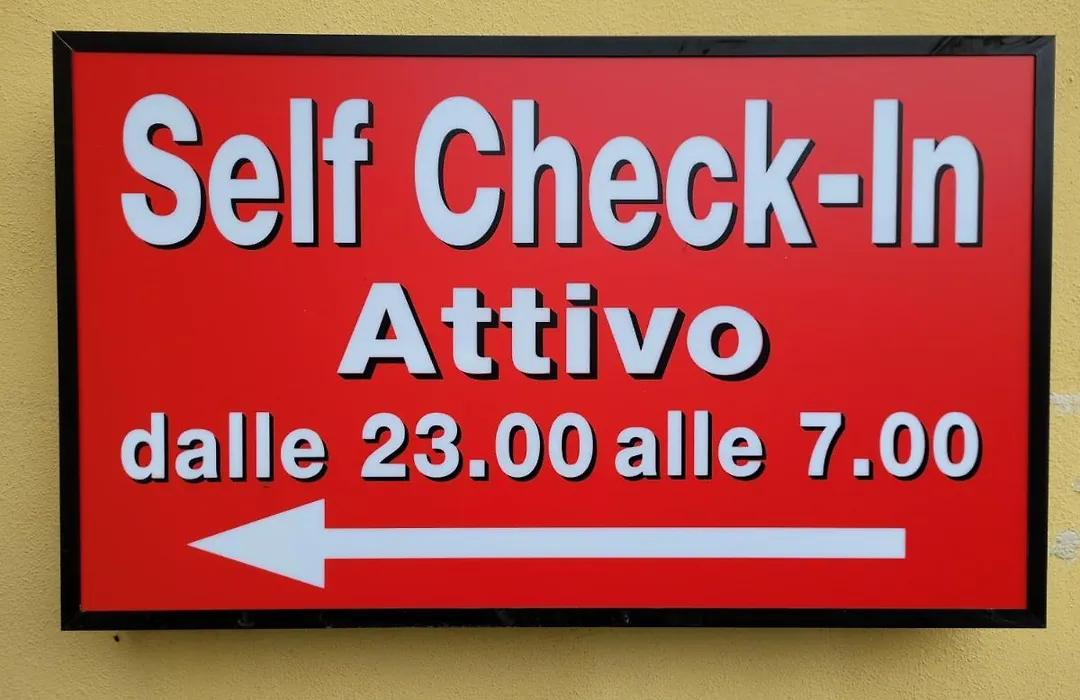 Self Check-In
Attivo
dalle 23.00 alle 7.00